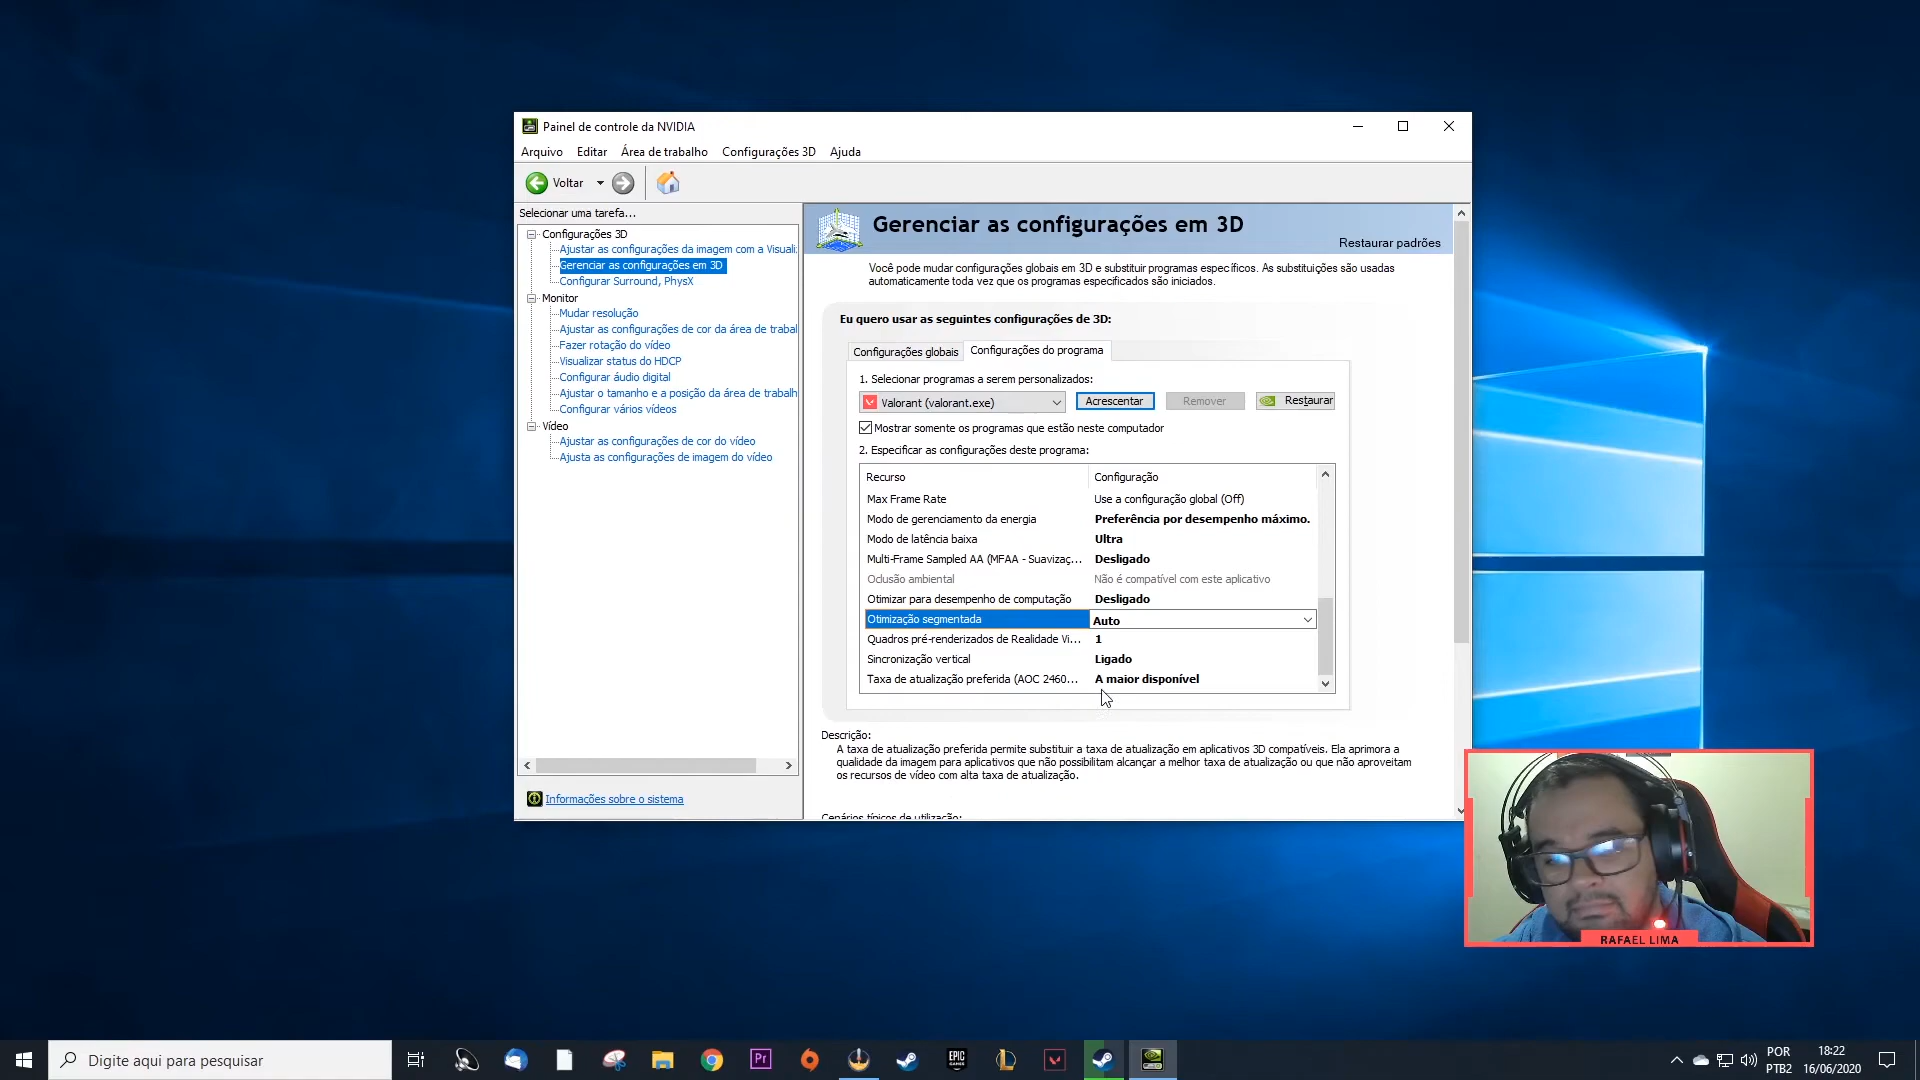 Painel de controle da NVIDIA
Arquivo Editar Área de trabalho Configurações 3D Ajuda
Voltar
Selecionar uma tarefa...
Configurações 3D
Ajustar as configurações da imagem com a Visuali
Gerenciar as configurações em 3D
Configurar Surround, PhysX
Monitor
Mudar resolução
Ajustar as configurações de cor da área de trabal
Fazer rotação do vídeo
Visualizar status do HDCP
Configurar áudio digital
Ajustar o tamanho e a posição da área de trabalh
Configurar vários vídeos
Vídeo
Ajustar as configurações de cor do vídeo
Ajusta as configurações de imagem do vídeo
Informações sobre o sistema
Gerenciar as configurações em 3D
Restaurar padrões
Você pode mudar configurações globais em 3D e substituir programas específicos. As substituições são usadas
automaticamente toda vez que os programas especificados são iniciados.
Eu quero usar as seguintes configurações de 3D:
Configurações globais Configurações do programa
1. Selecionar programas a serem personalizados:
Valorant (valorant.exe) Acrescentar Remover Restaurar
Mostrar somente os programas que estão neste computador
2. Especificar as configurações deste programa:
Recurso Configuração
Max Frame Rate Use a configuração global (Off)
Modo de gerenciamento da energia Preferência por desempenho máximo.
Modo de latência baixa Ultra
Multi-Frame Sampled AA (MFAA - Suavizaç... Desligado
Oclusão ambiental Não é compatível com este aplicativo
Otimizar para desempenho de computação Desligado
Otimização segmentada Auto
Quadros pré-renderizados de Realidade Vi... 1
Sincronização vertical Ligado
Taxa de atualização preferida (AOC 2460... A maior disponível
Descrição:
A taxa de atualização preferida permite substituir a taxa de atualização em aplicativos 3D compatíveis. Ela aprimora a
qualidade da imagem para aplicativos que não possibilitam alcançar a melhor taxa de atualização ou que não aproveitam
os recursos de vídeo com alta taxa de atualização.
Cenários típicos de utilização:
RAFAEL LIMA
Digite aqui para pesquisar
Pr
EPIC
GAMES
POR
PTB2
18:22
16/06/2020